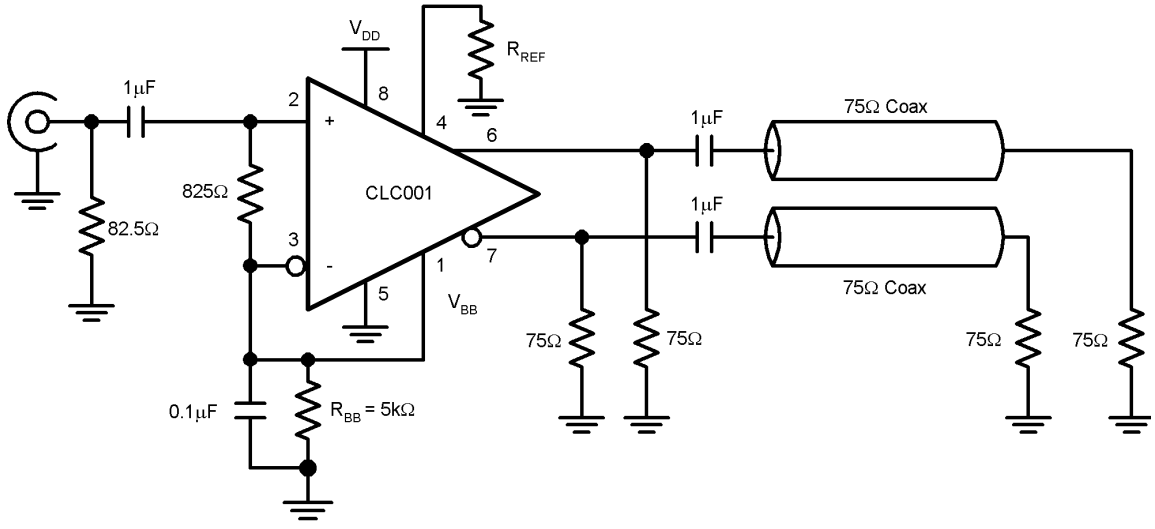 V_DD
R_REF
1μF
2
8
4
6
+
1μF
75Ω Coax
825Ω
CLC001
82.5Ω
3
-
7
1μF
1
5
V_BB
75Ω Coax
75Ω
75Ω
75Ω
75Ω
0.1μF
R_BB = 5kΩ